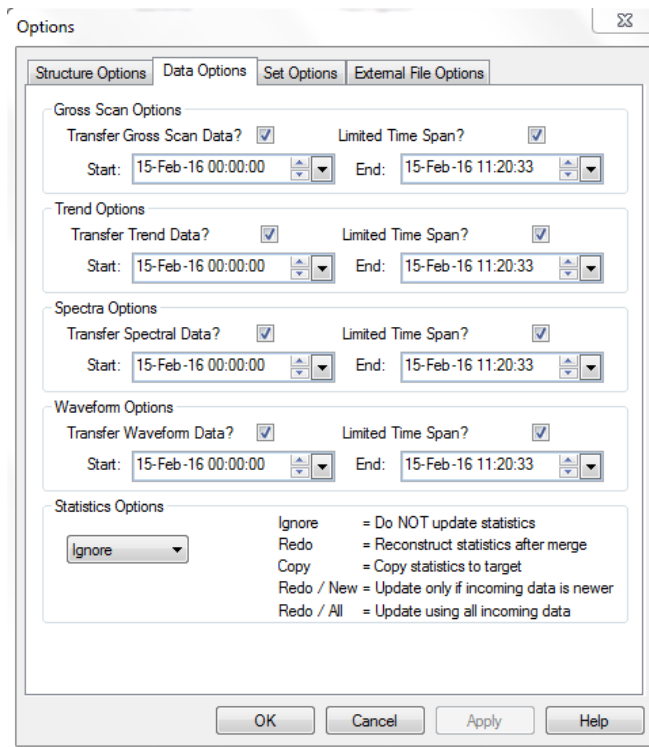 Options
Structure Options Data Options Set Options External File Options
Gross Scan Options
Transfer Gross Scan Data? Limited Time Span?
Start: 15-Feb-16 00:00:00 End: 15-Feb-16 11:20:33
Trend Options
Transfer Trend Data? Limited Time Span?
Start: 15-Feb-16 00:00:00 End: 15-Feb-16 11:20:33
Spectra Options
Transfer Spectral Data? Limited Time Span?
Start: 15-Feb-16 00:00:00 End: 15-Feb-16 11:20:33
Waveform Options
Transfer Waveform Data? Limited Time Span?
Start: 15-Feb-16 00:00:00 End: 15-Feb-16 11:20:33
Statistics Options
Ignore
Ignore = Do NOT update statistics
Redo = Reconstruct statistics after merge
Copy = Copy statistics to target
Redo / New = Update only if incoming data is newer
Redo / All = Update using all incoming data
OK Cancel Apply Help